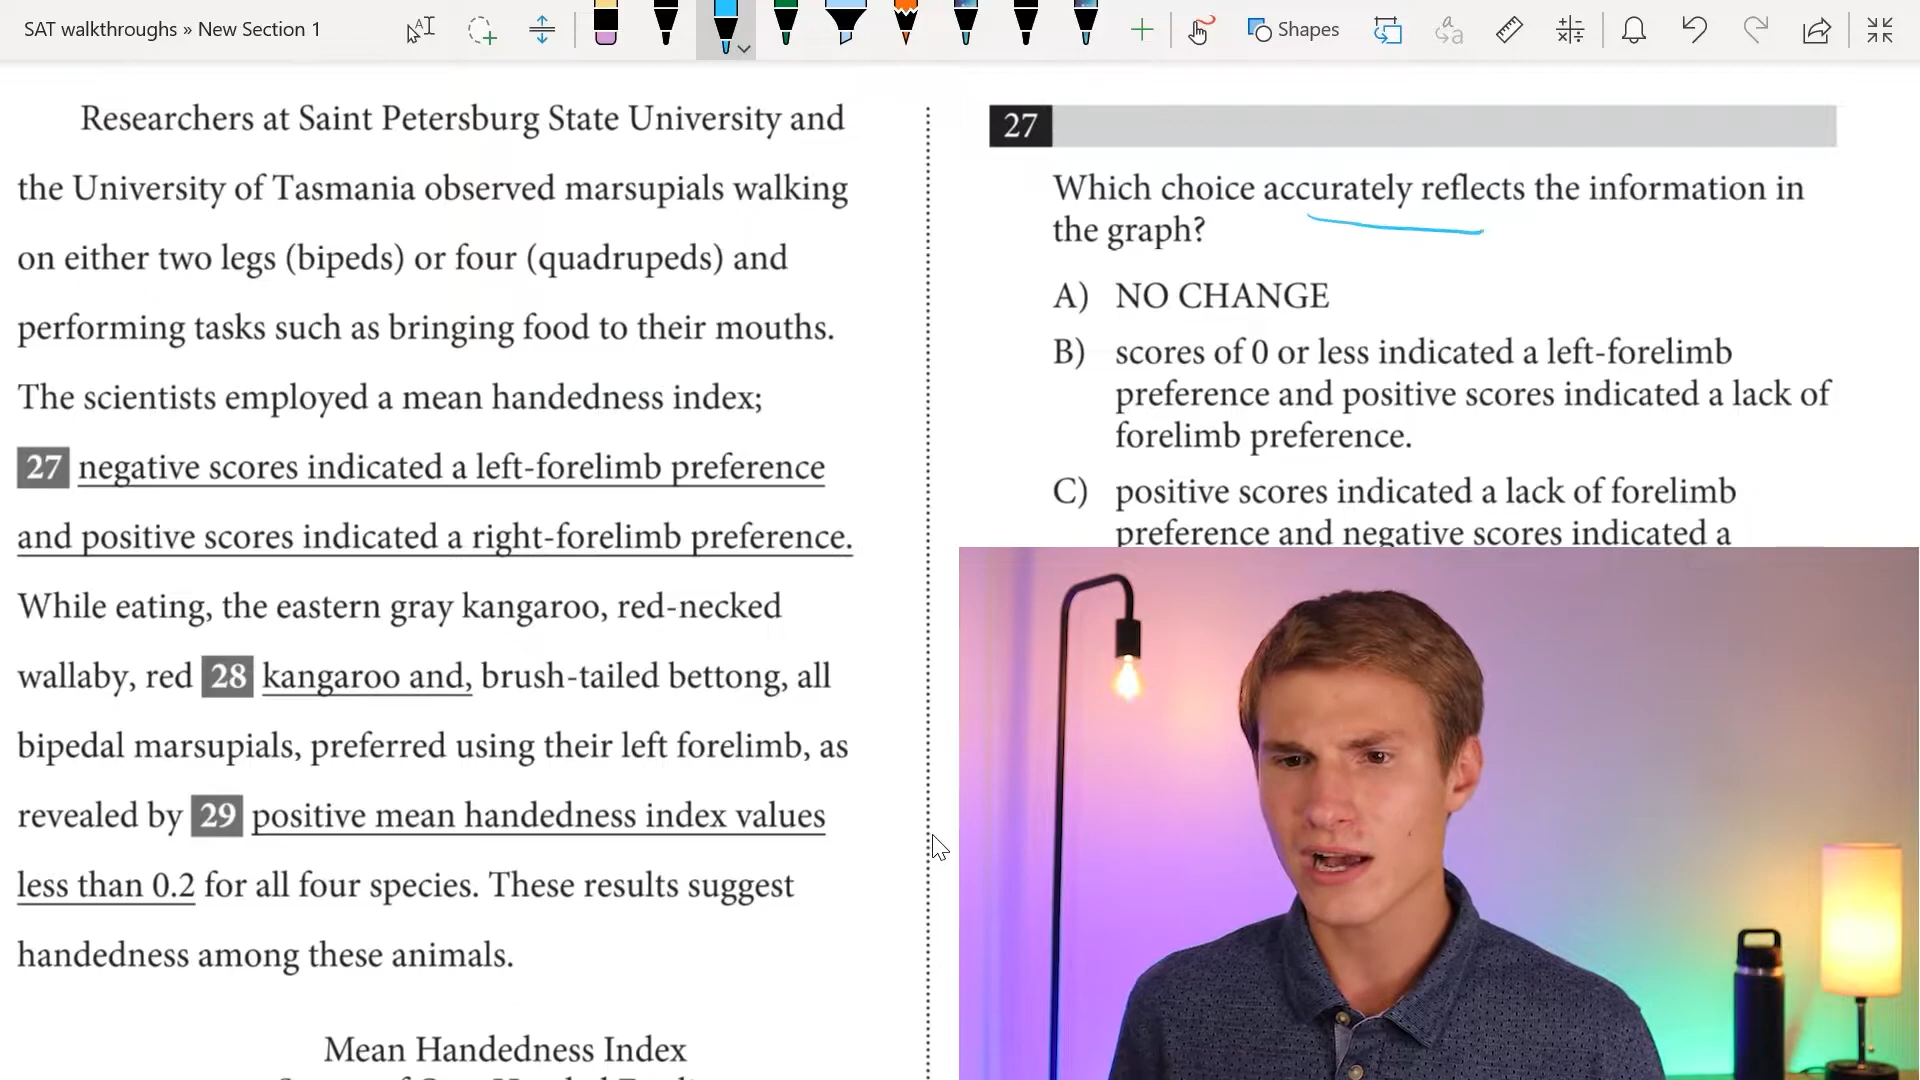 SAT walkthroughs » New Section 1
Shapes
Researchers at Saint Petersburg State University and
the University of Tasmania observed marsupials walking
on either two legs (bipeds) or four (quadrupeds) and
performing tasks such as bringing food to their mouths.
The scientists employed a mean handedness index;
27 negative scores indicated a left-forelimb preference
and positive scores indicated a right-forelimb preference.
While eating, the eastern gray kangaroo, red-necked
wallaby, red 28 kangaroo and, brush-tailed bettong, all
bipedal marsupials, preferred using their left forelimb, as
revealed by 29 positive mean handedness index values
less than 0.2 for all four species. These results suggest
handedness among these animals.
Mean Handedness Index
27
Which choice accurately reflects the information in
the graph?
A) NO CHANGE
B) scores of 0 or less indicated a left-forelimb
preference and positive scores indicated a lack of
forelimb preference.
C) positive scores indicated a lack of forelimb
preference and negative scores indicated a